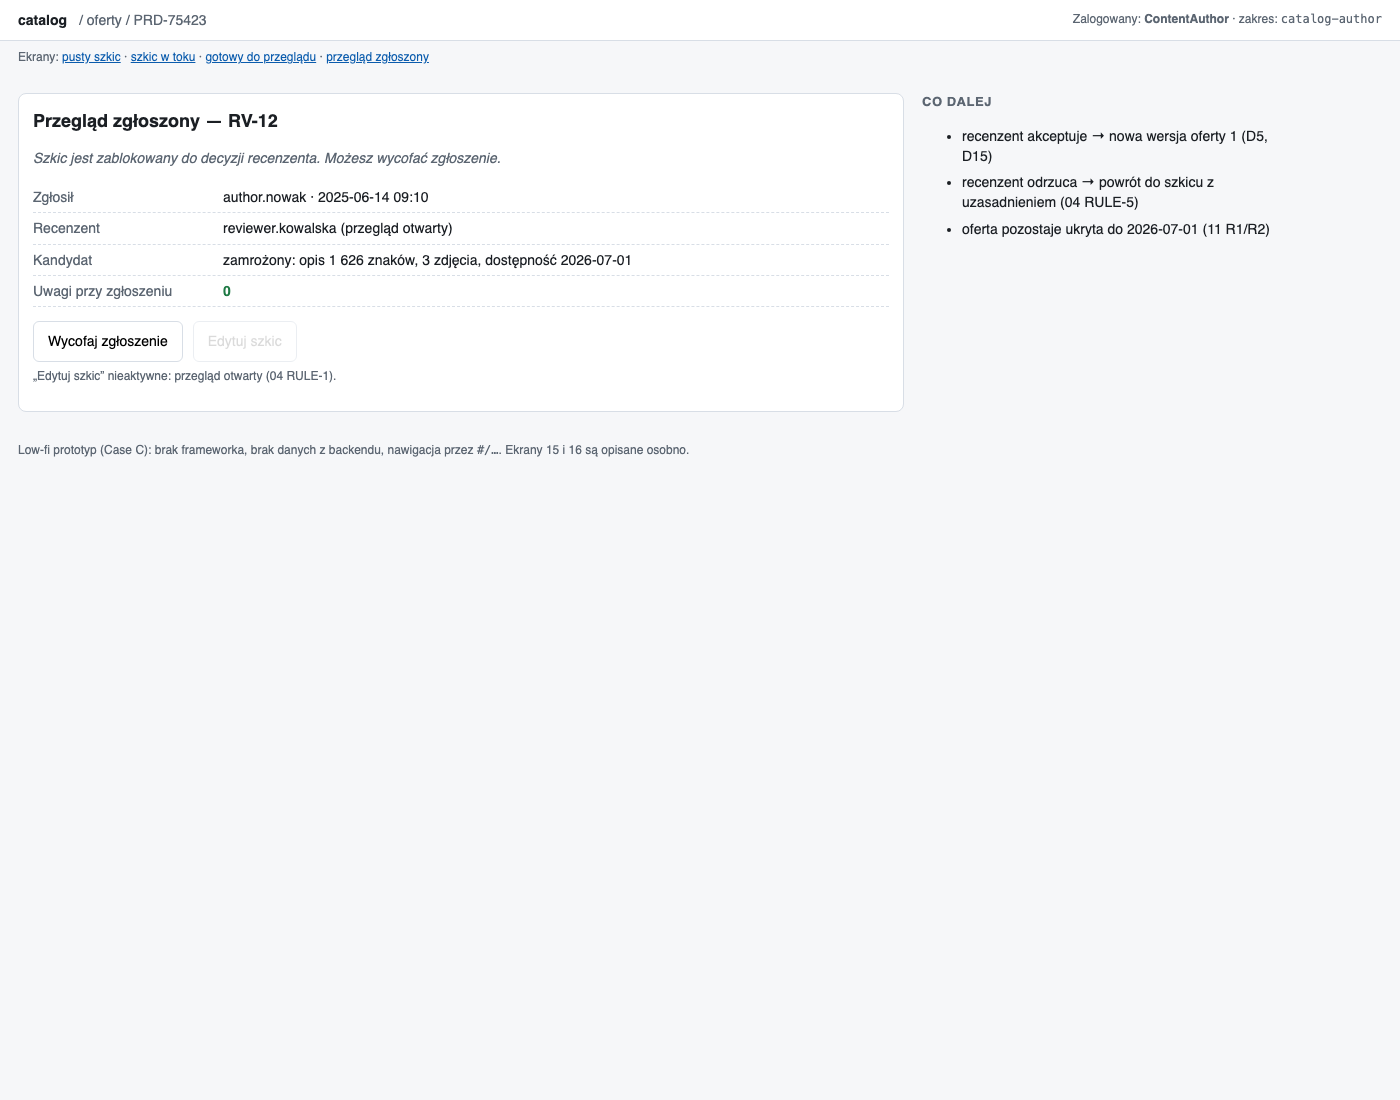 catalog / oferty / PRD-75423
Zalogowany: ContentAuthor · zakres: catalog-author
Ekrany: pusty szkic · szkic w toku · gotowy do przeglądu · przegląd zgłoszony
Przegląd zgłoszony — RV-12
Szkic jest zablokowany do decyzji recenzenta. Możesz wycofać zgłoszenie.
Zgłosił author.nowak · 2025-06-14 09:10
Recenzent reviewer.kowalska (przegląd otwarty)
Kandydat zamrożony: opis 1 626 znaków, 3 zdjęcia, dostępność 2026-07-01
Uwagi przy zgłoszeniu 0
Wycofaj zgłoszenie Edytuj szkic
„Edytuj szkic” nieaktywne: przegląd otwarty (04 RULE-1).
CO DALEJ
• recenzent akceptuje → nowa wersja oferty 1 (D5,
D15)
• recenzent odrzuca → powrót do szkicu z
uzasadnieniem (04 RULE-5)
• oferta pozostaje ukryta do 2026-07-01 (11 R1/R2)
Low-fi prototyp (Case C): brak frameworka, brak danych z backendu, nawigacja przez #/…. Ekrany 15 i 16 są opisane osobno.